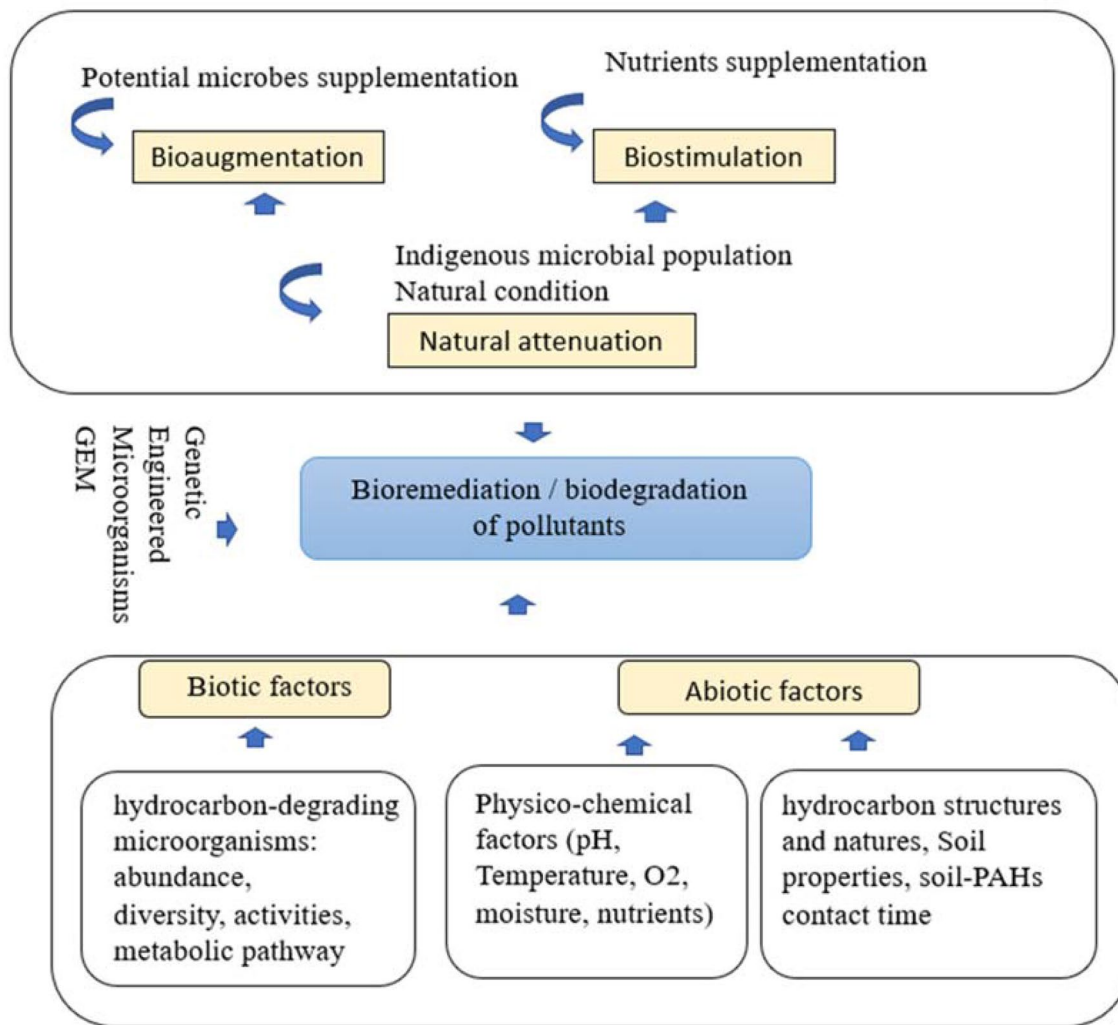 Potential microbes supplementation
Nutrients supplementation
Bioaugmentation
Biostimulation
Indigenous microbial population
Natural condition
Natural attenuation
Genetic
Engineered
Microorganisms
GEM
Bioremediation / biodegradation
of pollutants
Biotic factors
Abiotic factors
hydrocarbon-degrading
microorganisms:
abundance,
diversity, activities,
metabolic pathway
Physico-chemical
factors (pH,
Temperature, O2,
moisture, nutrients)
hydrocarbon structures
and natures, Soil
properties, soil-PAHs
contact time